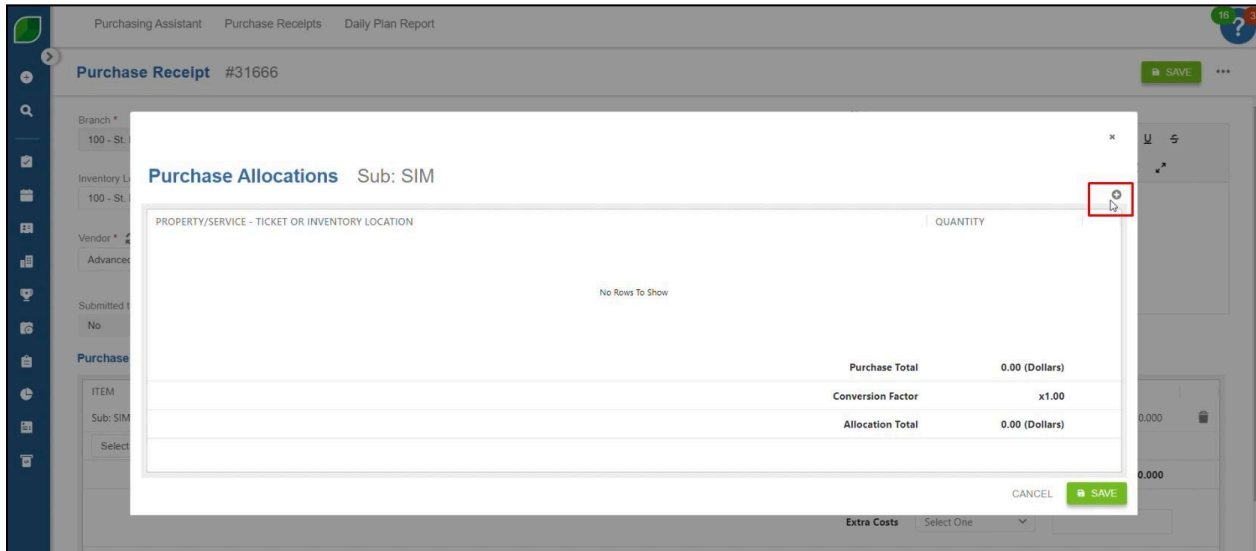 Purchasing Assistant Purchase Receipts Daily Plan Report
16 3
?
Purchase Receipt #31666
SAVE
Branch *
100 - St.
U S
Inventory L
100 - St.
Purchase Allocations Sub: SIM
PROPERTY/SERVICE - TICKET OR INVENTORY LOCATION QUANTITY
Vendor *
Advanced
No Rows To Show
Submitted t
No
Purchase
Purchase Total 0.00 (Dollars)
ITEM
Conversion Factor x1.00
Sub: SIM 0.000
Allocation Total 0.00 (Dollars)
Select
0.000
CANCEL SAVE
Extra Costs Select One